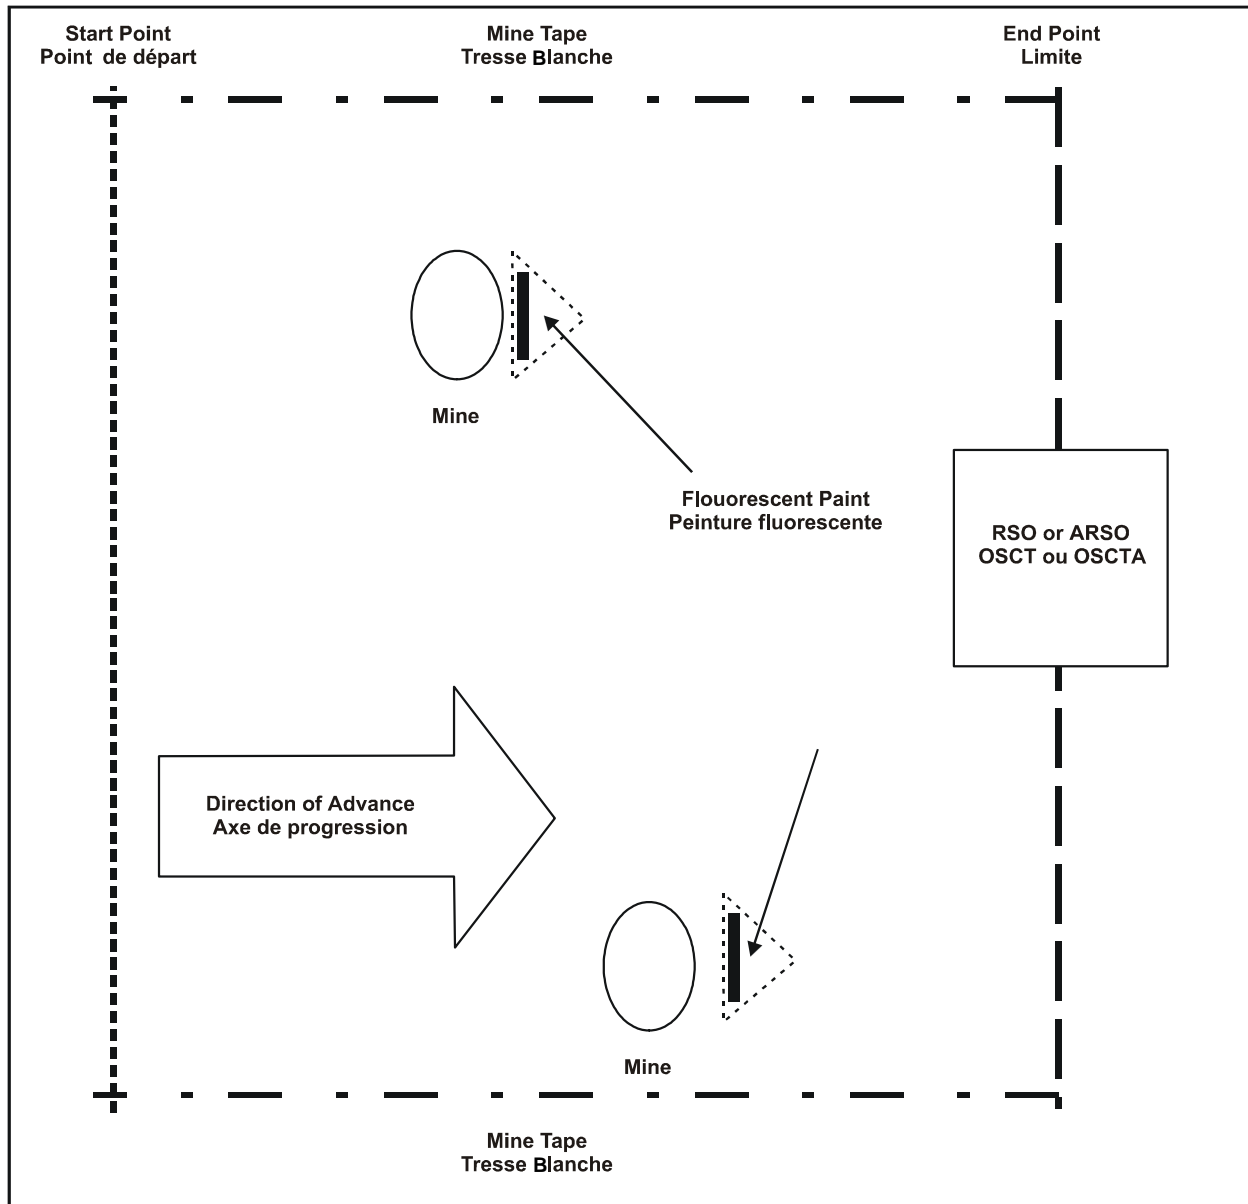 Start Point
Point de départ
Mine Tape
Tresse Blanche
End Point
Limite
Mine
Flouorescent Paint
Peinture fluorescente
RSO or ARSO
OSCT ou OSCTA
Direction of Advance
Axe de progression
Mine
Mine Tape
Tresse Blanche